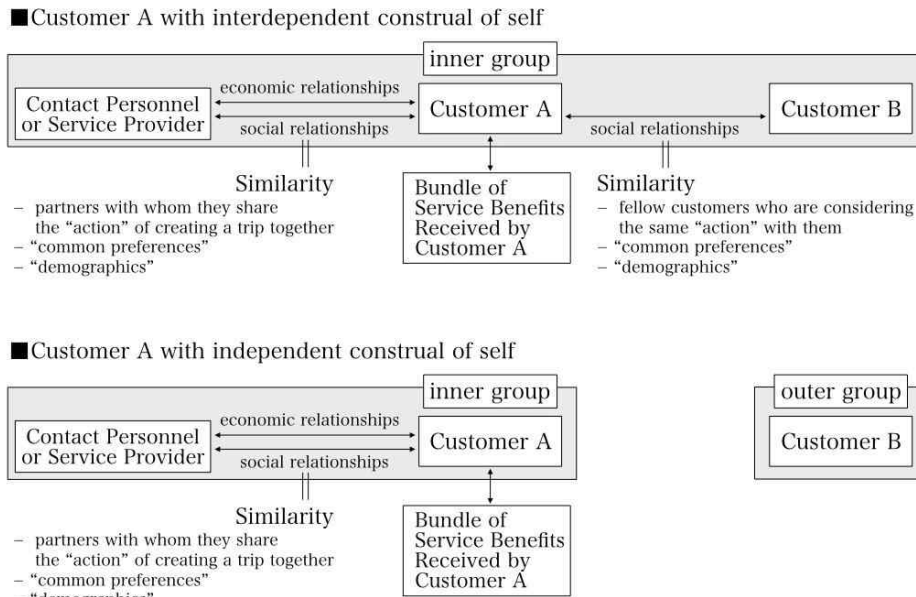 ■Customer A with interdependent construal of self
inner group
economic relationships
Contact Personnel
or Service Provider
Customer A
Customer B
social relationships
social relationships
Similarity
– partners with whom they share
the “action” of creating a trip together
– “common preferences”
– “demographics”
Bundle of
Service Benefits
Received by
Customer A
Similarity
– fellow customers who are considering
the same “action” with them
– “common preferences”
– “demographics”
■Customer A with independent construal of self
inner group
outer group
economic relationships
Contact Personnel
or Service Provider
Customer A
Customer B
social relationships
Similarity
– partners with whom they share
the “action” of creating a trip together
– “common preferences”
– “demographics”
Bundle of
Service Benefits
Received by
Customer A